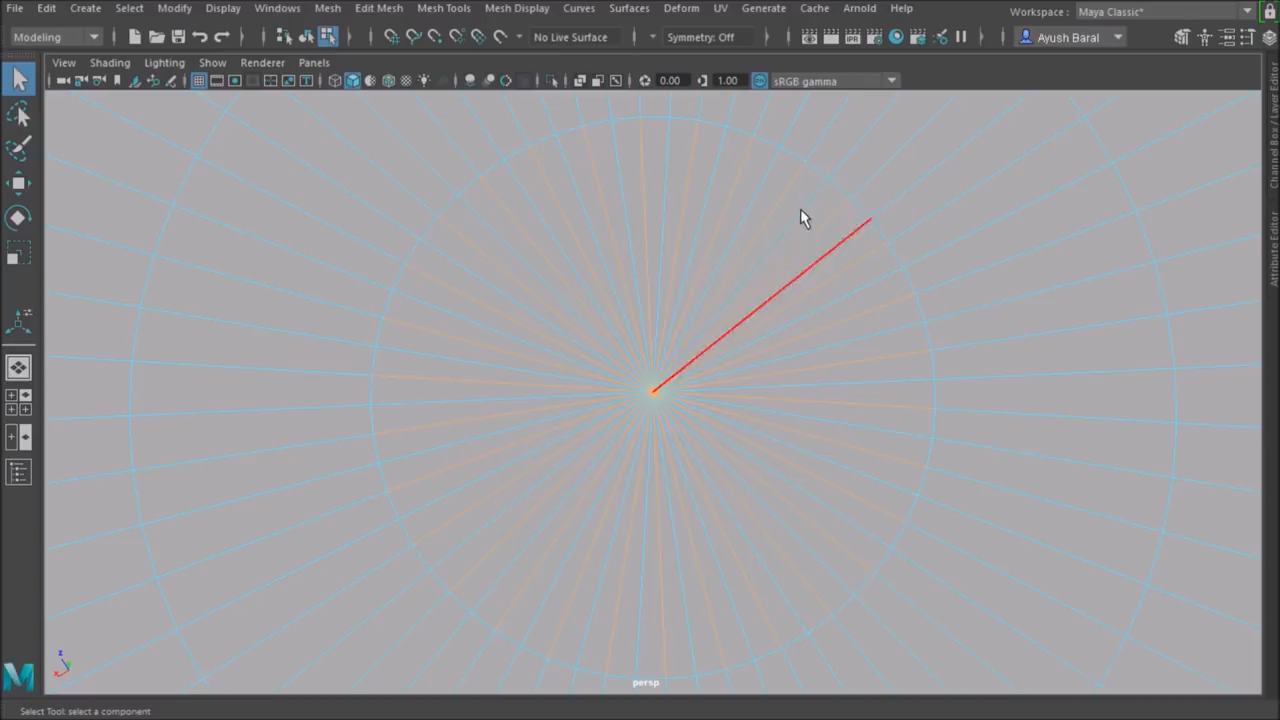 File Edit Create Select Modify Display Windows Mesh Edit Mesh Mesh Tools Mesh Display Curves Surfaces Deform UV Generate Cache Arnold Help Workspace : Maya Classic*
Modeling No Live Surface Symmetry: Off Ayush Baral
View Shading Lighting Show Renderer Panels
0.00 1.00 sRGB gamma
Channel Box / Layer Editor
Attribute Editor
z
x
persp
M
Select Tool: select a component